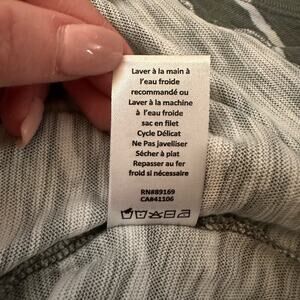 Laver à la main à
l'eau froide
recommandé ou
Laver à la machine
à l'eau froide
sac en filet
Cycle Délicat
Ne Pas javelliser
Sécher à plat
Repasser au fer
froid si nécessaire
RN#89169
CA#41106